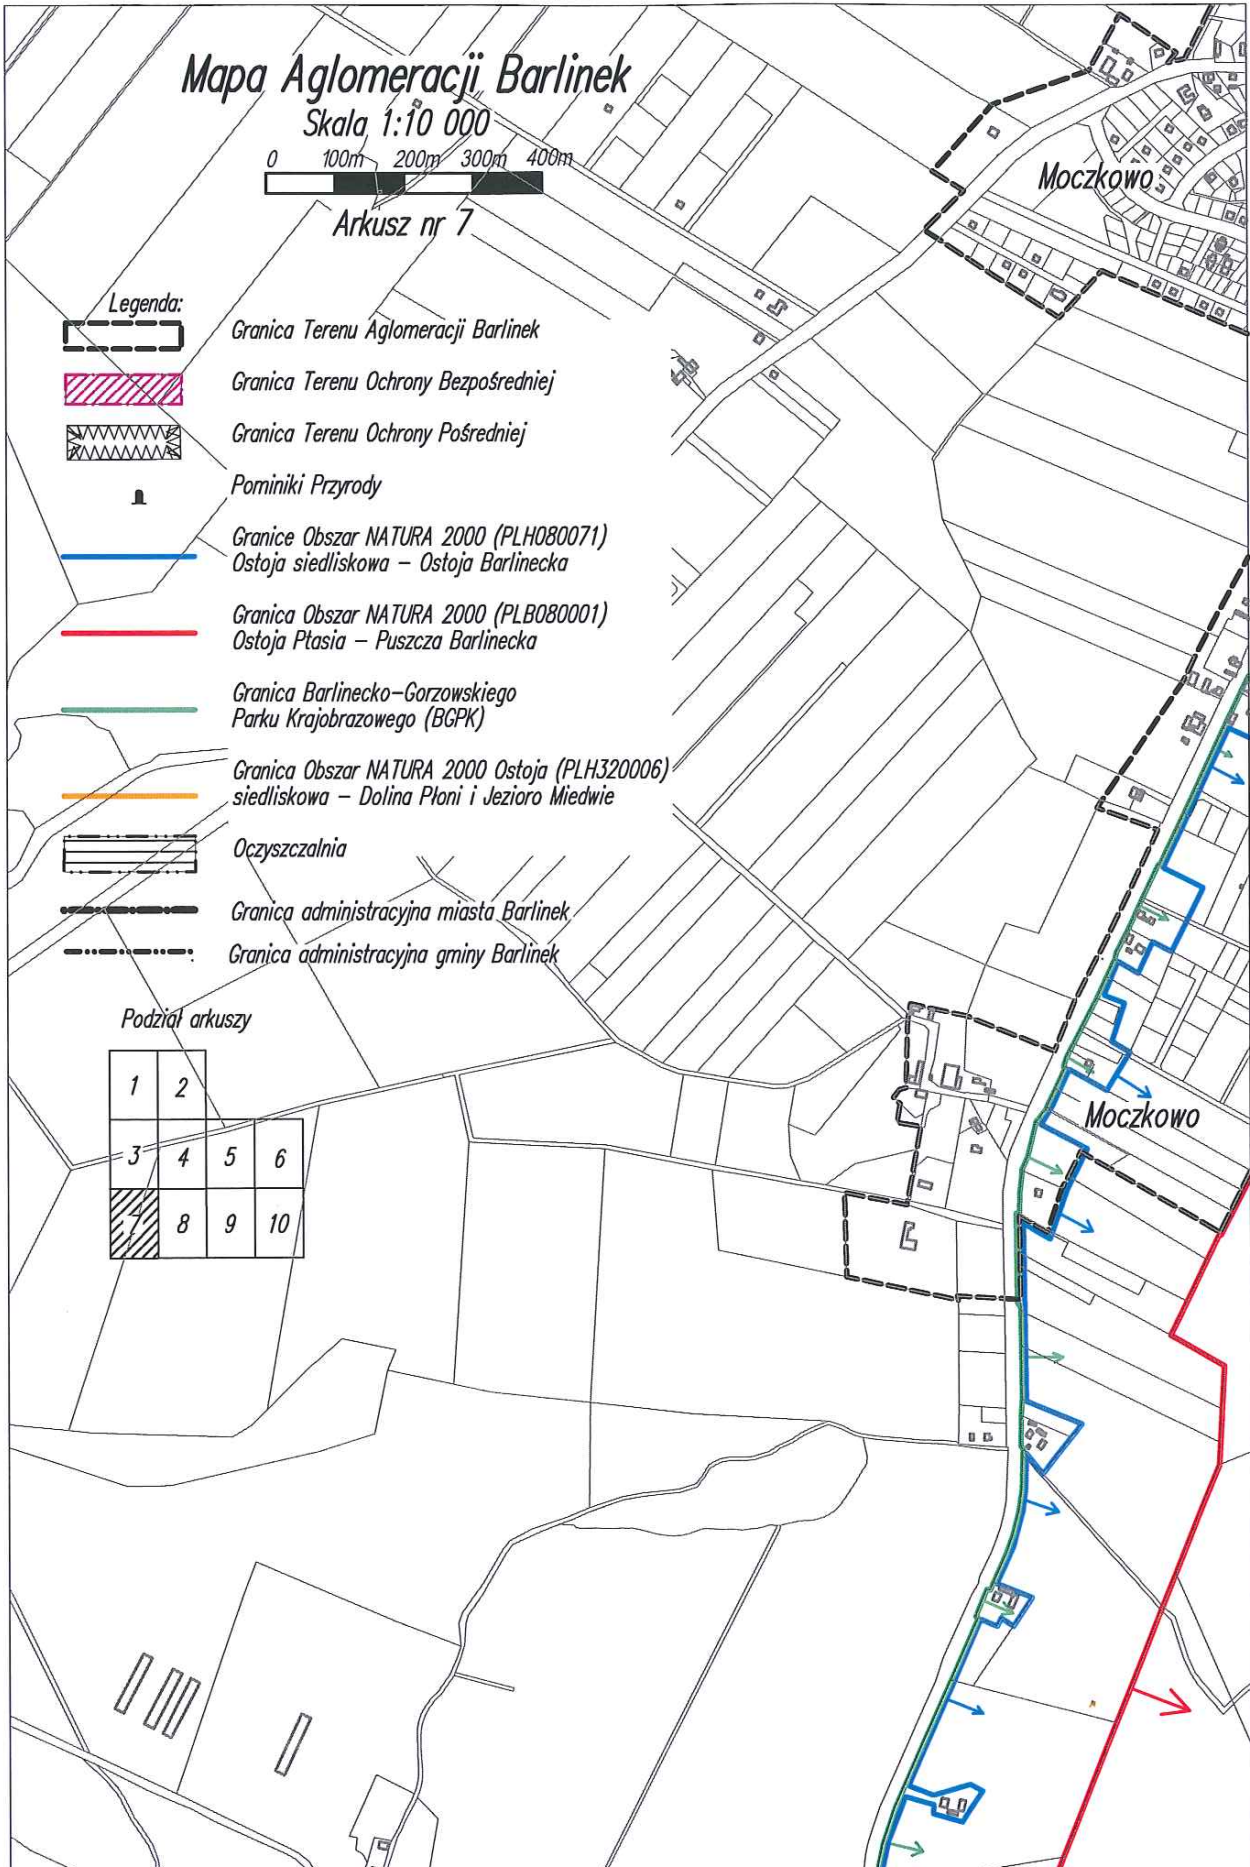 Mapa Aglomeracji Barlinek
Skala 1:10 000
0 100m 200m 300m 400m
Arkusz nr 7
Moczkowo
Legenda:
Granica Terenu Aglomeracji Barlinek
Granica Terenu Ochrony Bezpośredniej
Granica Terenu Ochrony Pośredniej
Pominiki Przyrody
Granice Obszar NATURA 2000 (PLH080071)
Ostoja siedliskowa – Ostoja Barlinecka
Granica Obszar NATURA 2000 (PLB080001)
Ostoja Ptasia – Puszcza Barlinecka
Granica Barlinecko-Gorzowskiego
Parku Krajobrazowego (BGPK)
Granica Obszar NATURA 2000 Ostoja (PLH320006)
siedliskowa – Dolina Płoni i Jezioro Miedwie
Oczyszczalnia
Granica administracyjna miasta Barlinek
Granica administracyjna gminy Barlinek
Podział arkuszy
1 2
3 4 5 6
7 8 9 10
Moczkowo